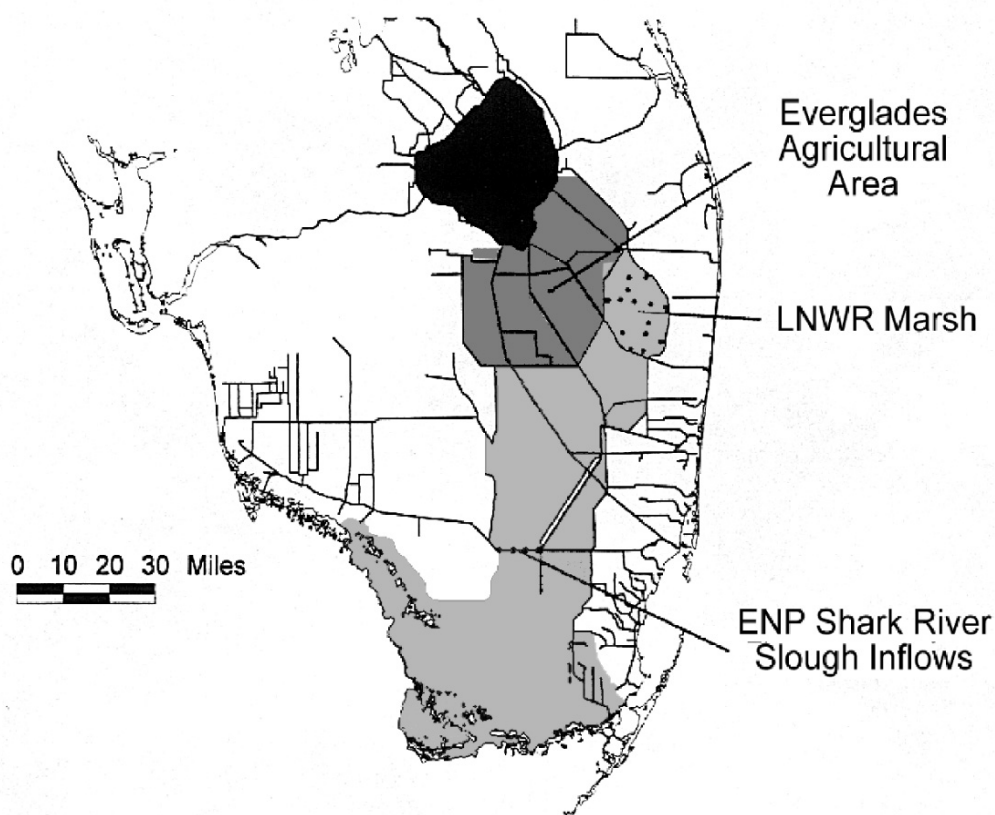 Everglades
Agricultural
Area
LNWR Marsh
0 10 20 30 Miles
ENP Shark River
Slough Inflows